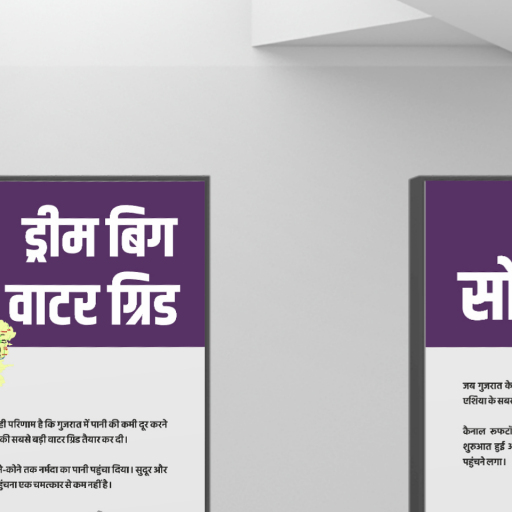 ड्रीम बिग
वाटर ग्रिड
ही परिणाम है कि गुजरात में पानी की कमी दूर करने
की सबसे बड़ी वाटर ग्रिड तैयार कर दी।
-कोने तक नर्मदा का पानी पहुंचा दिया। सुदूर और
हुंचना एक चमत्कार से कम नहीं है।
सो
जब गुजरात के
एशिया के सबसे
कैनाल रूफटॉ
शुरुआत हुई
पहुंचने लगा।